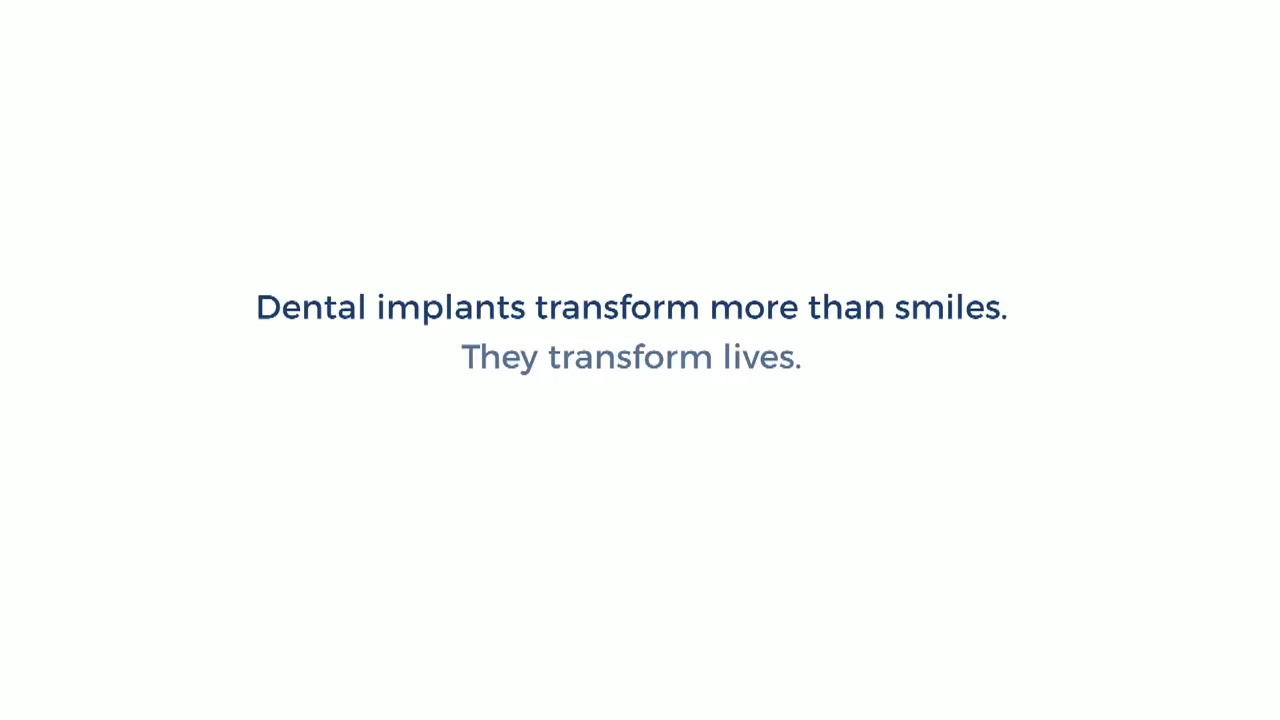 Dental implants transform more than smiles.
They transform lives.